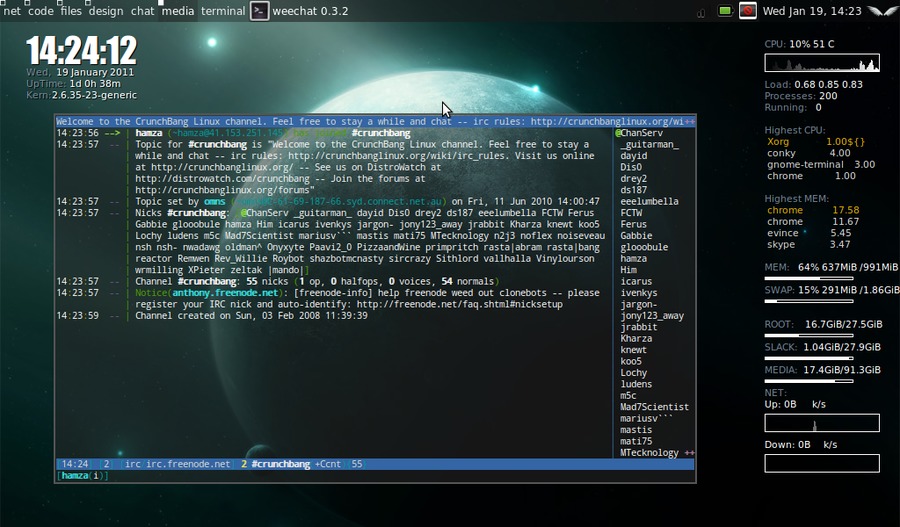 net code files design chat media terminal weechat 0.3.2 Wed Jan 19, 14:23
14:24:12
Wed, 19 January 2011
UpTime: 1d 0h 38m
Kern:2.6.35-23-generic
Welcome to the CrunchBang Linux channel. Feel free to stay a while and chat -- irc rules: http://crunchbanglinux.org/wi++
14:23:56 --> | hamza (~hamza@41.153.251.145) #crunchbang
14:23:57 -- | Topic for #crunchbang is "Welcome to the CrunchBang Linux channel. Feel free to stay a
while and chat -- irc rules: http://crunchbanglinux.org/wiki/irc_rules. Visit us online
at http://crunchbanglinux.org/ -- See us on DistroWatch at
http://distrowatch.com/crunchbang -- Join the forums at
http://crunchbanglinux.org/forums"
14:23:57 -- | Topic set by omns on Fri, 11 Jun 2010 14:00:47
14:23:57 -- | Nicks #crunchbang: @ChanServ _guitarman_ dayid Dis0 drey2 ds187 eeelumbella FCTW Ferus
Gabbie glooobule hamza Him icarus ivenkys jargon- jony123_away jrabbit Kharza knewt koo5
Lochy ludens m5c Mad7Scientist mariusv``` mastis mati75 MTecknology n2j3 noflex noiseveau
nsh nsh- nwadawg oldman^ Onyxyte Paavi2_0 PizzaandWine primpritch rasta|abram rasta|bang
reactor Remwen Rev_Willie Roybot shazbotmcnasty sircrazy Sithlord vallhalla Vinylourson
wrmilling XPieter zeltak |mando|]
14:23:57 -- | Channel #crunchbang: 55 nicks (1 op, 0 halfops, 0 voices, 54 normals)
14:23:57 -- | Notice(anthony.freenode.net): [freenode-info] help freenode weed out clonebots -- please
register your IRC nick and auto-identify: http://freenode.net/faq.shtml#nicksetup
14:23:59 -- | Channel created on Sun, 03 Feb 2008 11:39:39
@ChanServ
_guitarman_
dayid
Dis0
drey2
ds187
eeelumbella
FCTW
Ferus
Gabbie
glooobule
hamza
Him
icarus
ivenkys
jargon-
jony123_away
jrabbit
Kharza
knewt
koo5
Lochy
ludens
m5c
Mad7Scientist
mariusv```
mastis
mati75
MTecknology ++
[14:24] [2] [irc irc.freenode.net] 2 #crunchbang +Ccnt [55]
[hamza(i)]
CPU: 10% 51 C
Load: 0.68 0.85 0.83
Processes: 200
Running: 0
Highest CPU:
Xorg 1.00${}
conky 4.00
gnome-terminal 3.00
chrome 1.00
Highest MEM:
chrome 17.58
chrome 11.67
evince 5.45
skype 3.47
MEM: 64% 637MiB /991MiB
SWAP: 15% 291MiB /1.86GiB
ROOT: 16.7GiB/27.5GiB
SLACK: 1.04GiB/27.9GiB
MEDIA: 17.4GiB/91.3GiB
NET:
Up: 0B k/s
Down: 0B k/s